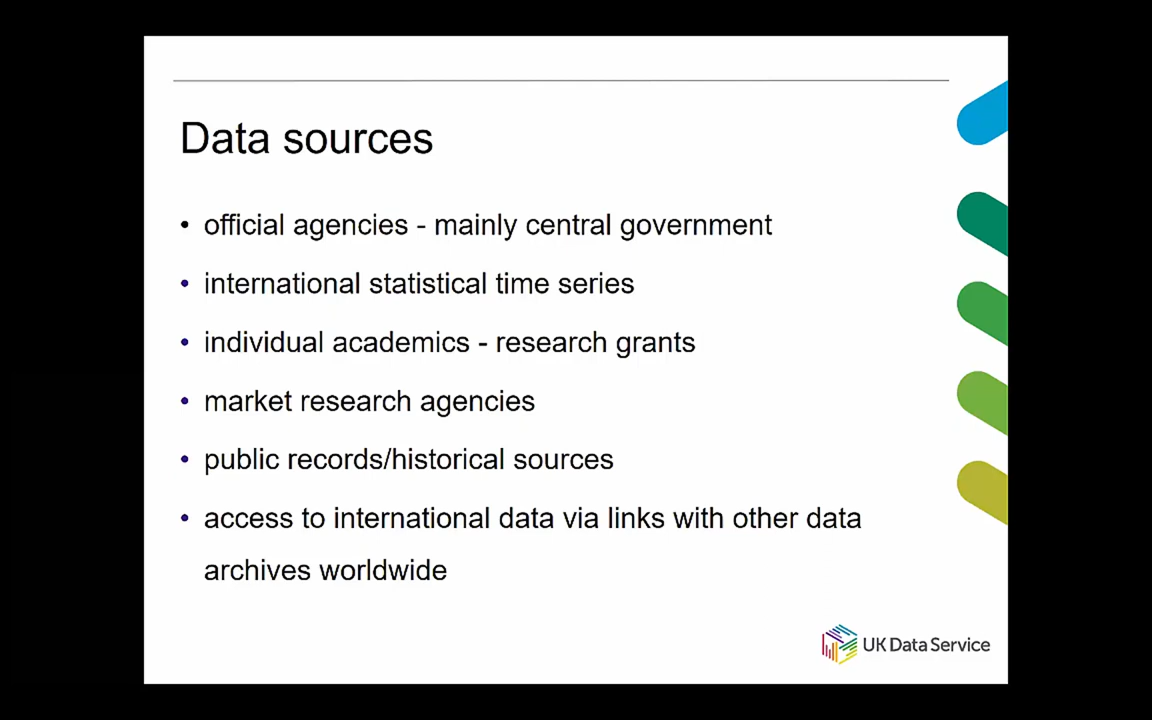 Data sources
• official agencies - mainly central government
• international statistical time series
• individual academics - research grants
• market research agencies
• public records/historical sources
• access to international data via links with other data
archives worldwide
UK Data Service